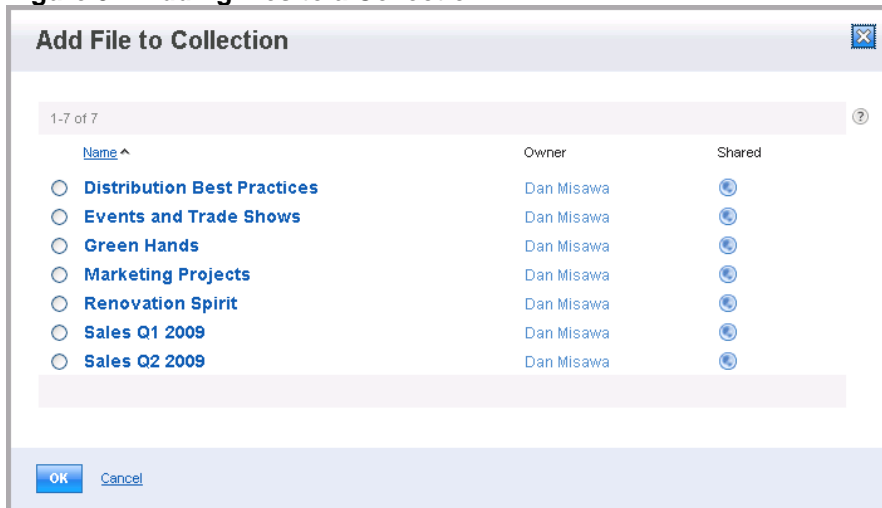 Add File to Collection
1-7 of 7
?
Name
Owner
Shared
Distribution Best Practices
Dan Misawa
Events and Trade Shows
Dan Misawa
Green Hands
Dan Misawa
Marketing Projects
Dan Misawa
Renovation Spirit
Dan Misawa
Sales Q1 2009
Dan Misawa
Sales Q2 2009
Dan Misawa
OK
Cancel